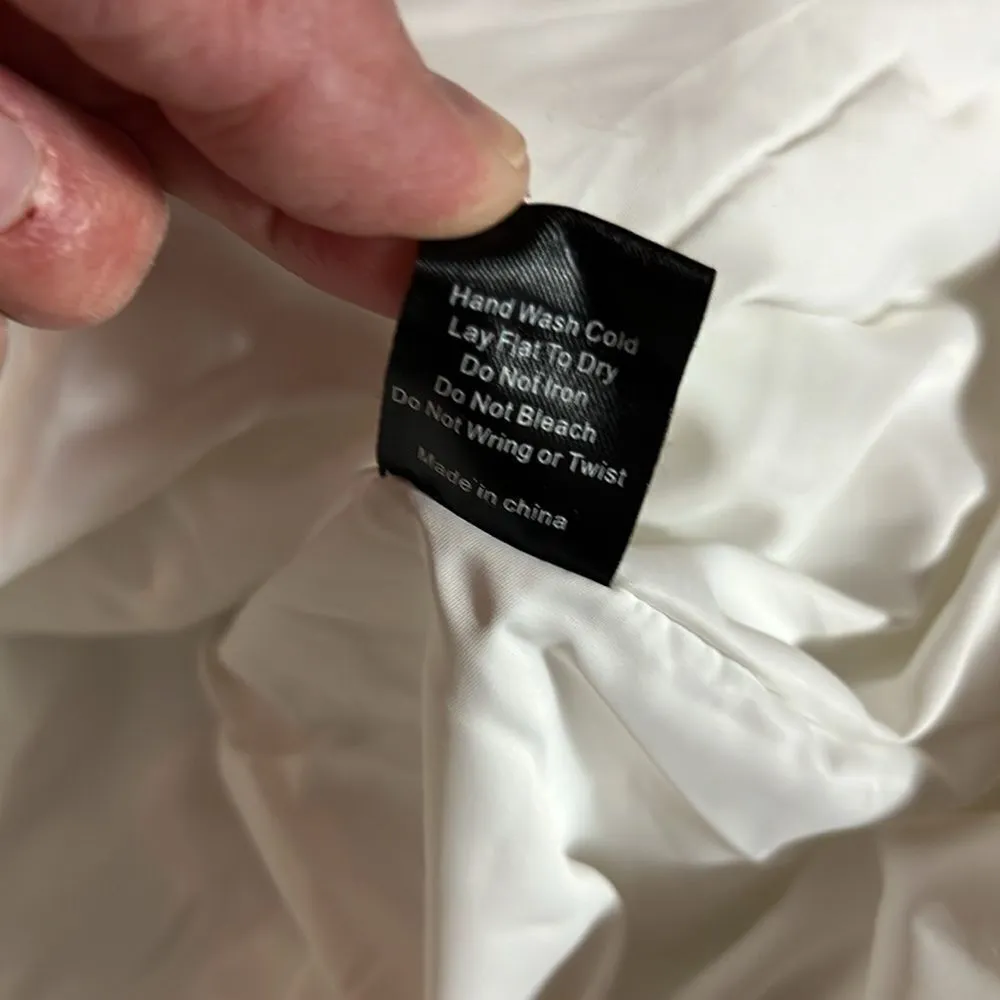 Hand Wash Cold
Lay Flat To Dry
Do Not Iron
Do Not Bleach
Do Not Wring or Twist
Made in china